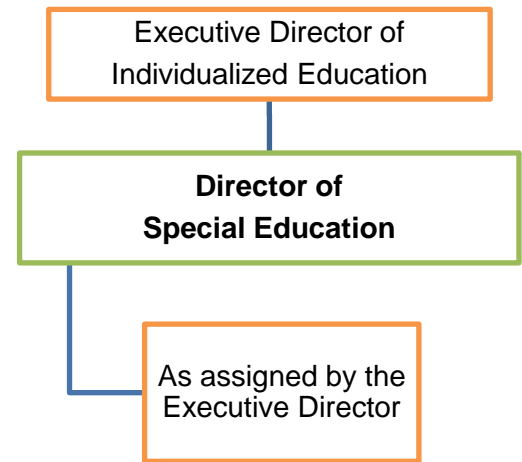 Executive Director of
Individualized Education
Director of
Special Education
As assigned by the
Executive Director